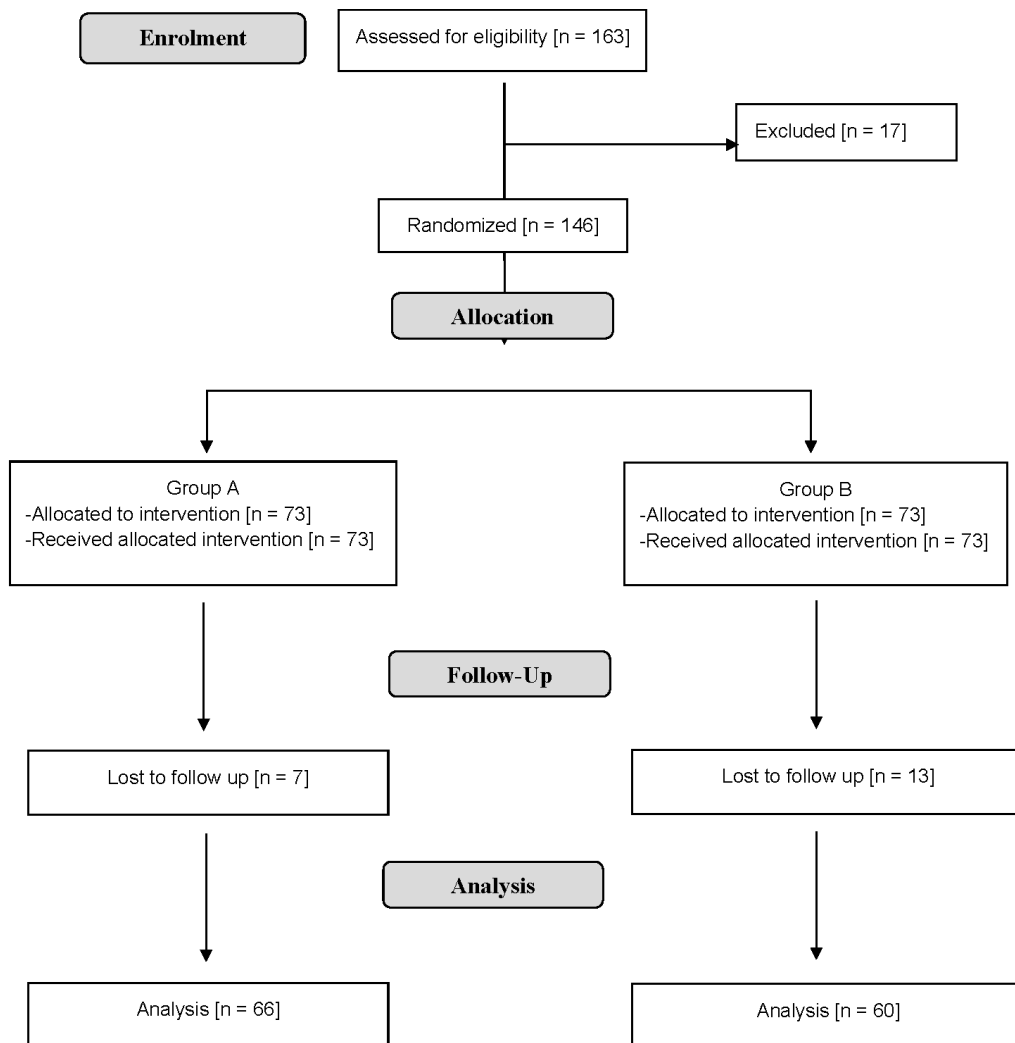 Enrolment
Assessed for eligibility [n = 163]
Excluded [n = 17]
Randomized [n = 146]
Allocation
Group A
-Allocated to intervention [n = 73]
-Received allocated intervention [n = 73]
Group B
-Allocated to intervention [n = 73]
-Received allocated intervention [n = 73]
Follow-Up
Lost to follow up [n = 7]
Lost to follow up [n = 13]
Analysis
Analysis [n = 66]
Analysis [n = 60]